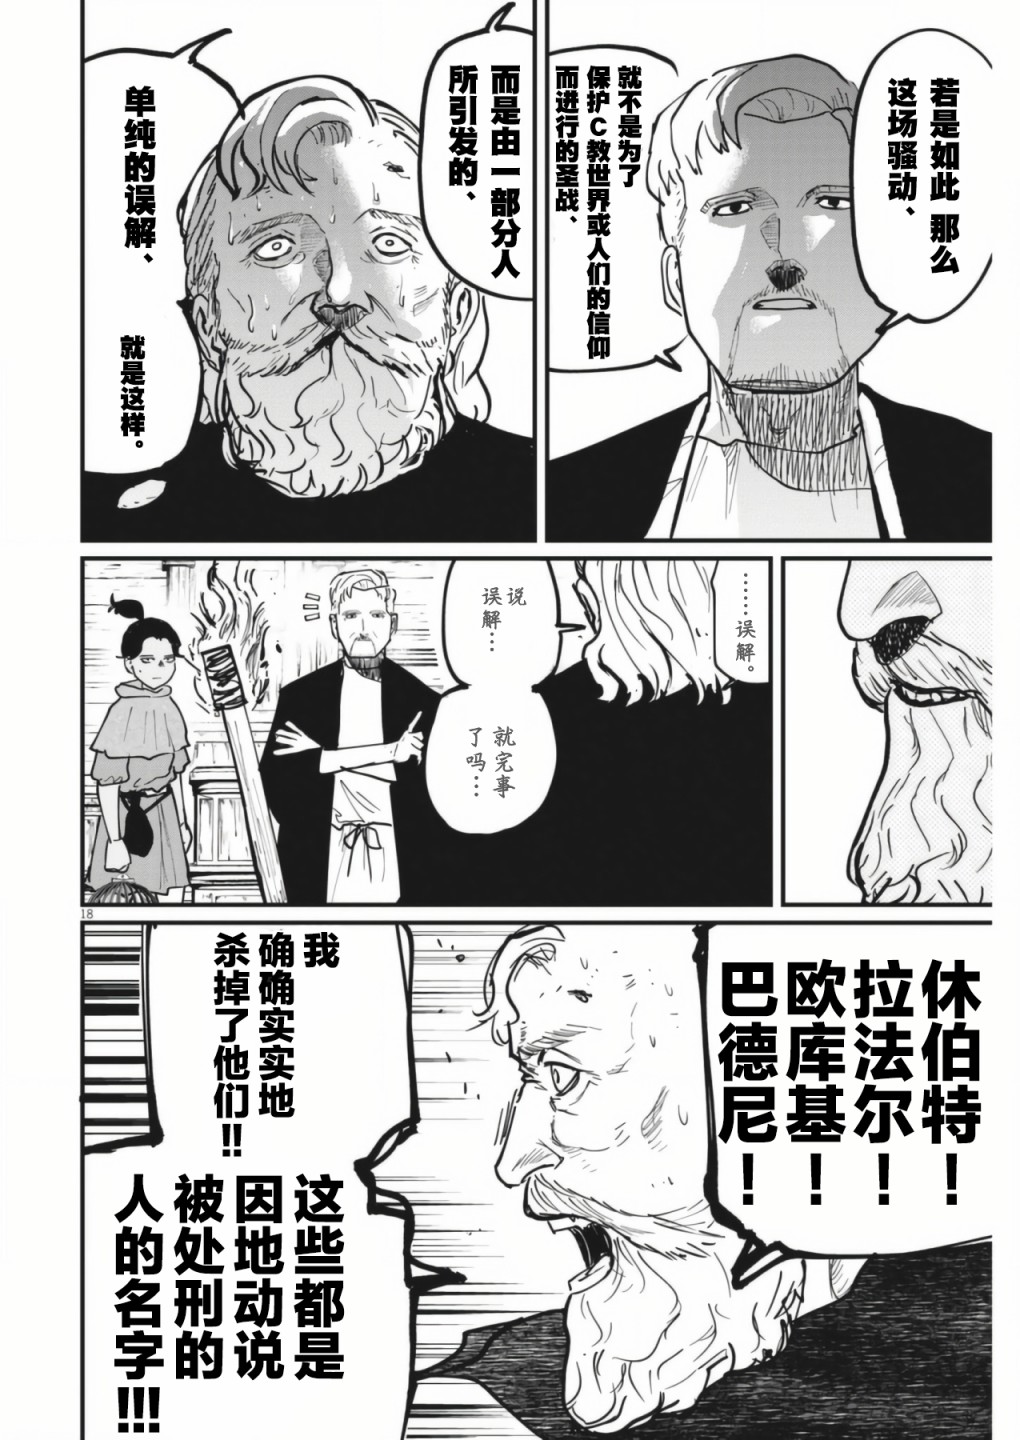 若是如此 那么
这场骚动、
就不是为了
保护C教世界或人们的信仰
而进行的圣战、
而是由一部分人
所引发的、
单纯的误解、
就是这样。
……误解。
说
误解…
就完事
了吗…
18
休伯特！
拉法尔！
欧库基！
巴德尼！
我
确确实实地
杀掉了他们!!
这些都是
因地动说
被处刑的
人的名字!!!